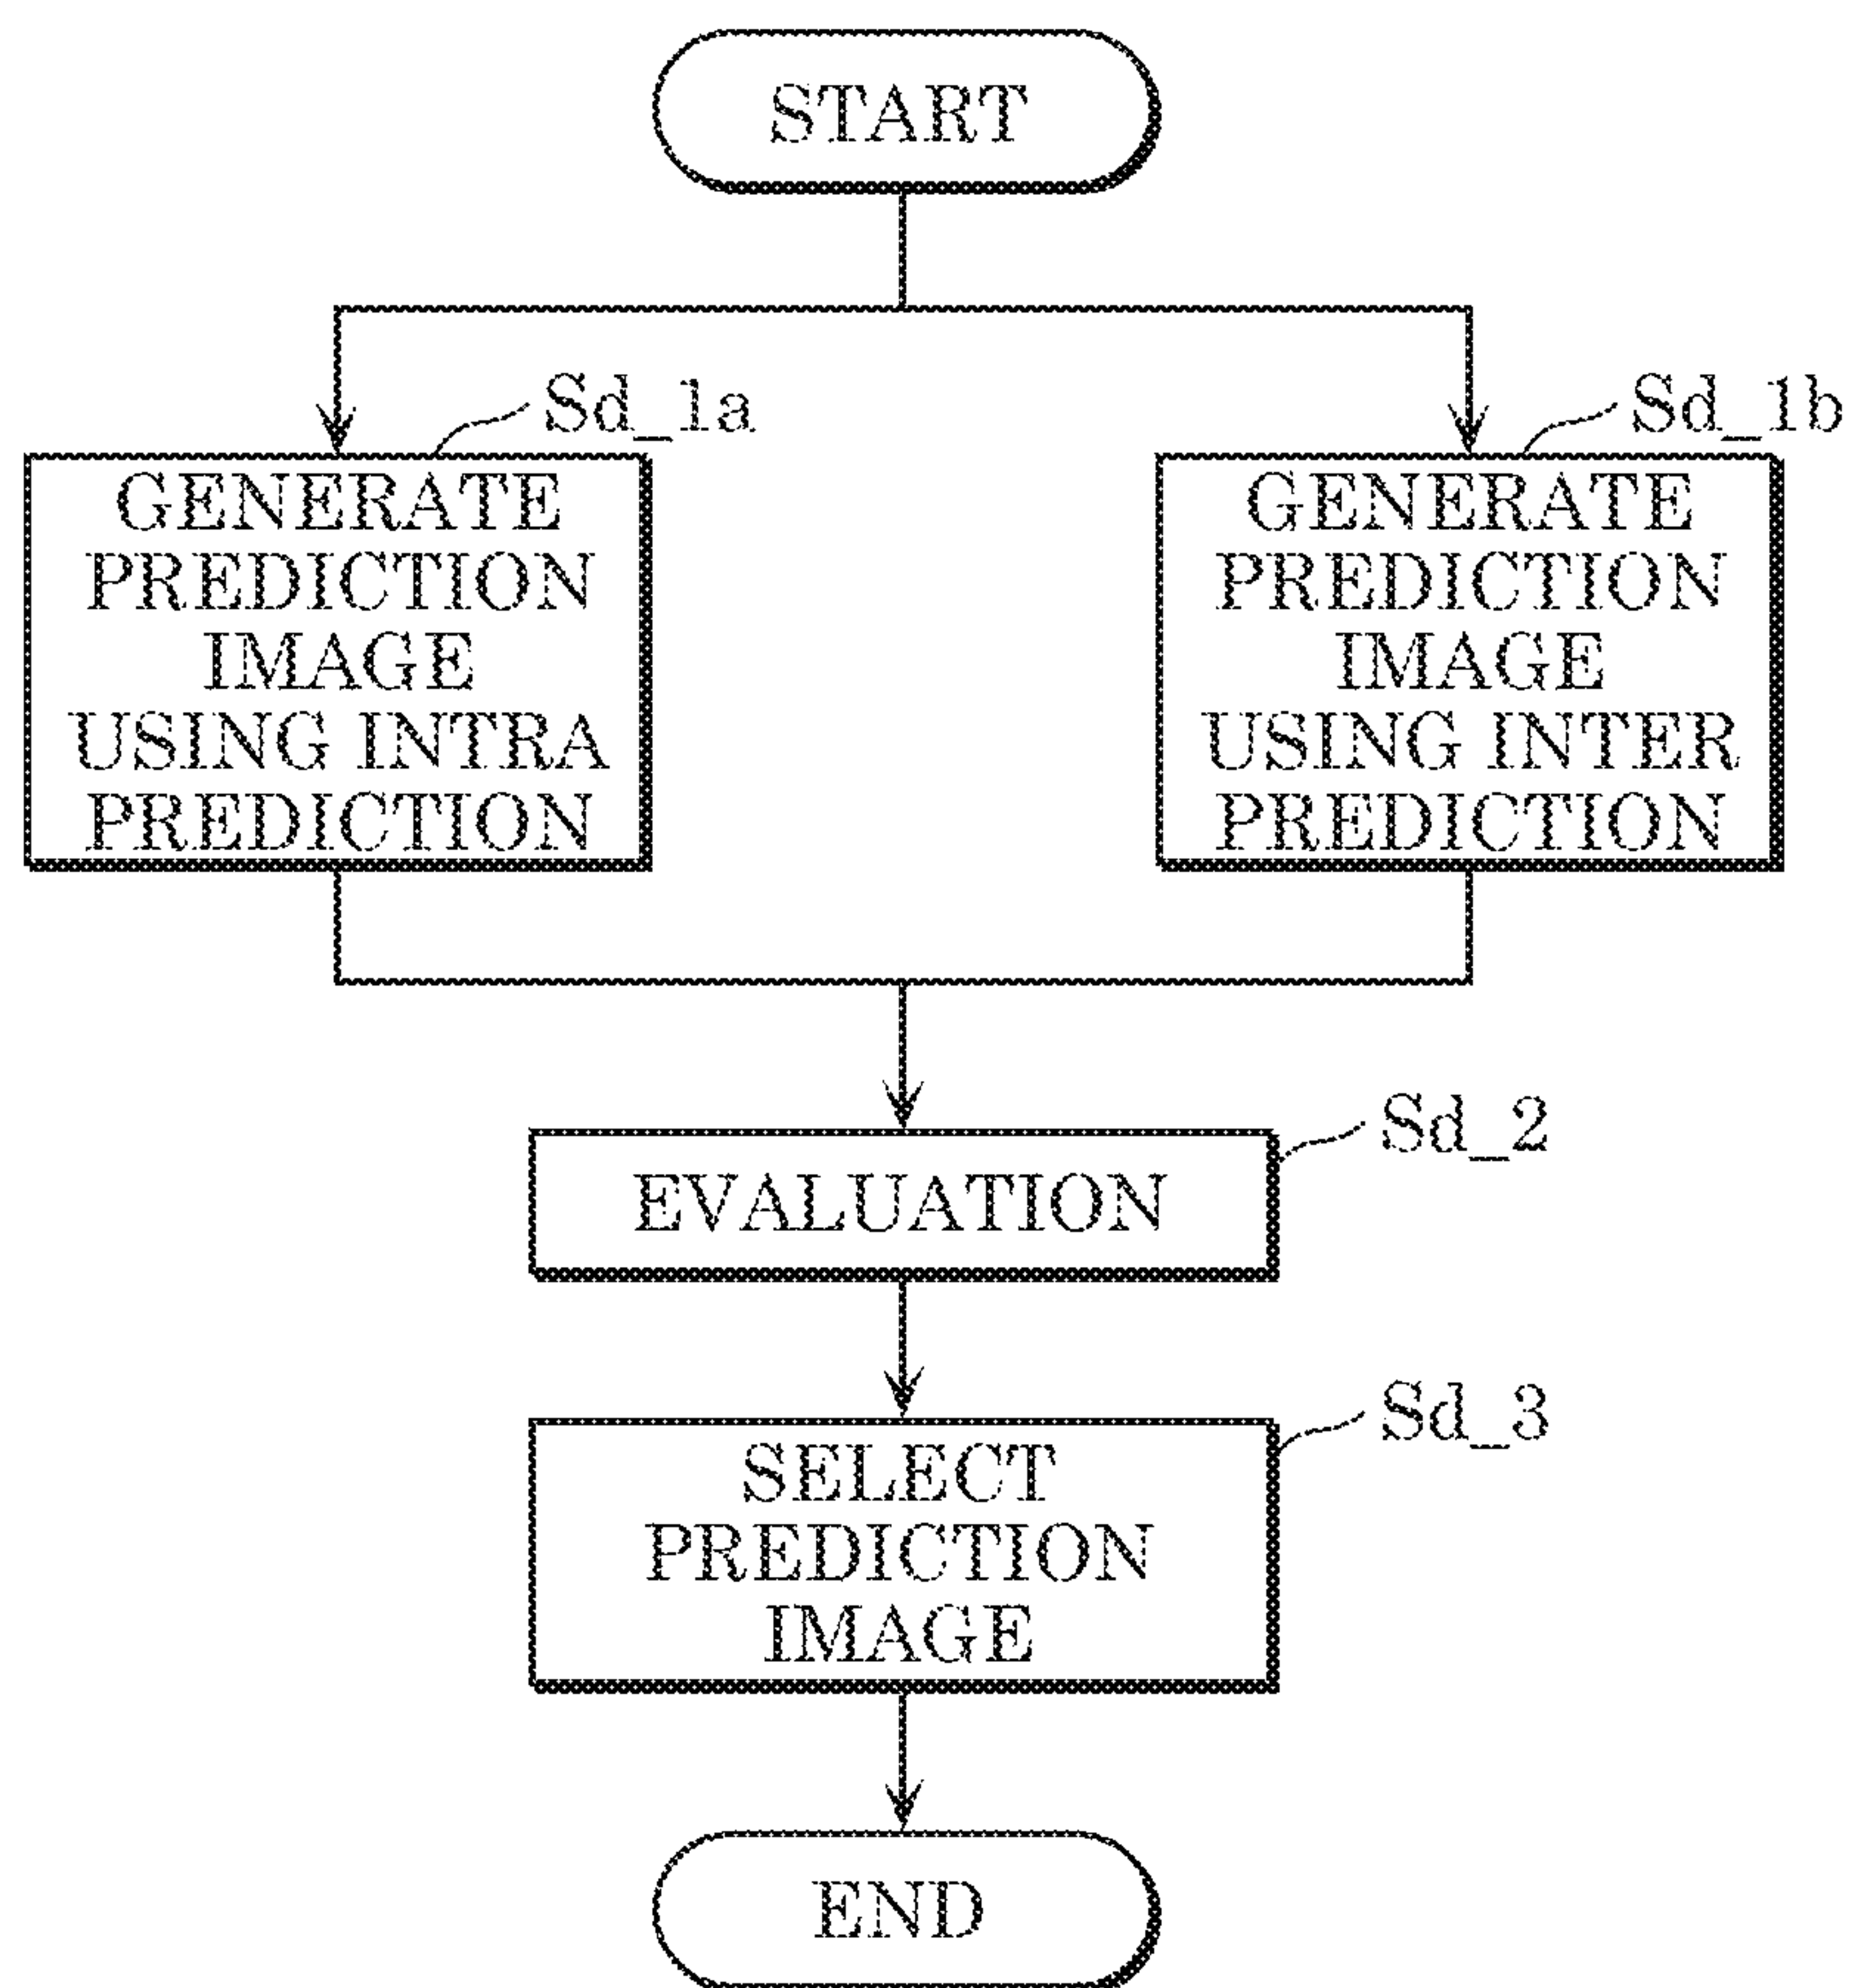 START
Sd_1a
GENERATE
PREDICTION
IMAGE
USING INTRA
PREDICTION
Sd_1b
GENERATE
PREDICTION
IMAGE
USING INTER
PREDICTION
Sd_2
EVALUATION
Sd_3
SELECT
PREDICTION
IMAGE
END